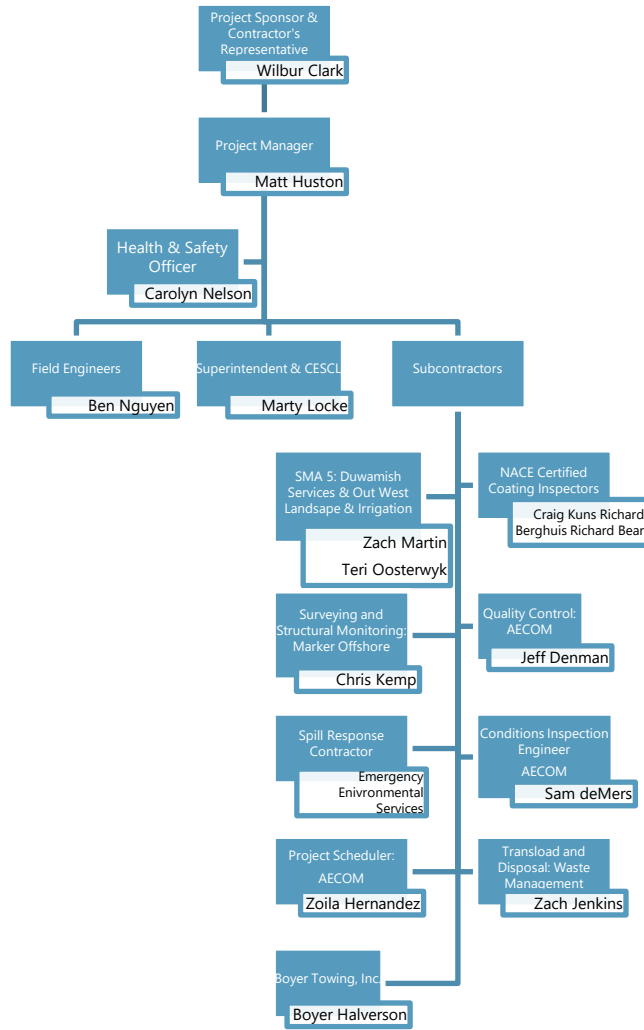 Project Sponsor &
Contractor's
Representative
Wilbur Clark
Project Manager
Matt Huston
Health & Safety
Officer
Carolyn Nelson
Field Engineers
Ben Nguyen
Superintendent & CESCL
Marty Locke
Subcontractors
SMA 5: Duwamish
Services & Out West
Landsape & Irrigation
Zach Martin
Teri Oosterwyk
NACE Certified
Coating Inspectors
Craig Kuns Richard
Berghuis Richard Bear
Surveying and
Structural Monitoring:
Marker Offshore
Chris Kemp
Quality Control:
AECOM
Jeff Denman
Spill Response
Contractor
Emergency
Enivronmental
Services
Conditions Inspection
Engineer
AECOM
Sam deMers
Project Scheduler:
AECOM
Zoila Hernandez
Transload and
Disposal: Waste
Management
Zach Jenkins
Boyer Towing, Inc.
Boyer Halverson